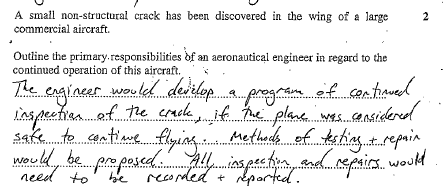 A small non-structural crack has been discovered in the wing of a large 2
commercial aircraft.
Outline the primary responsibilities of an aeronautical engineer in regard to the
continued operation of this aircraft.
The engineer would develop a program of continued
inspection of the crack, if the plane was considered
safe to continue flying. Methods of testing + repair
would be proposed. All inspection and repairs would
need to be recorded + reported.